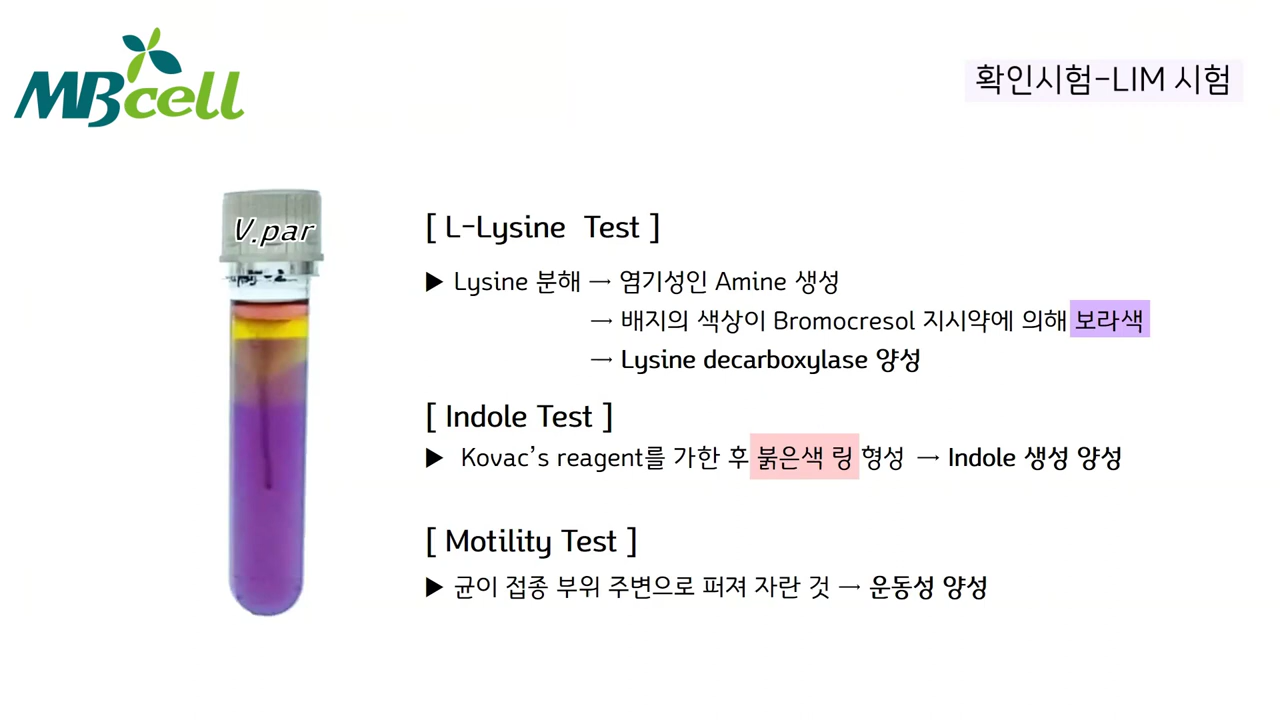 MBcell
확인시험-LIM 시험
V.par
[ L-Lysine Test ]
▶ Lysine 분해 → 염기성인 Amine 생성
→ 배지의 색상이 Bromocresol 지시약에 의해 보라색
→ Lysine decarboxylase 양성
[ Indole Test ]
▶ Kovac's reagent를 가한 후 붉은색 링 형성 → Indole 생성 양성
[ Motility Test ]
▶ 균이 접종 부위 주변으로 퍼져 자란 것 → 운동성 양성